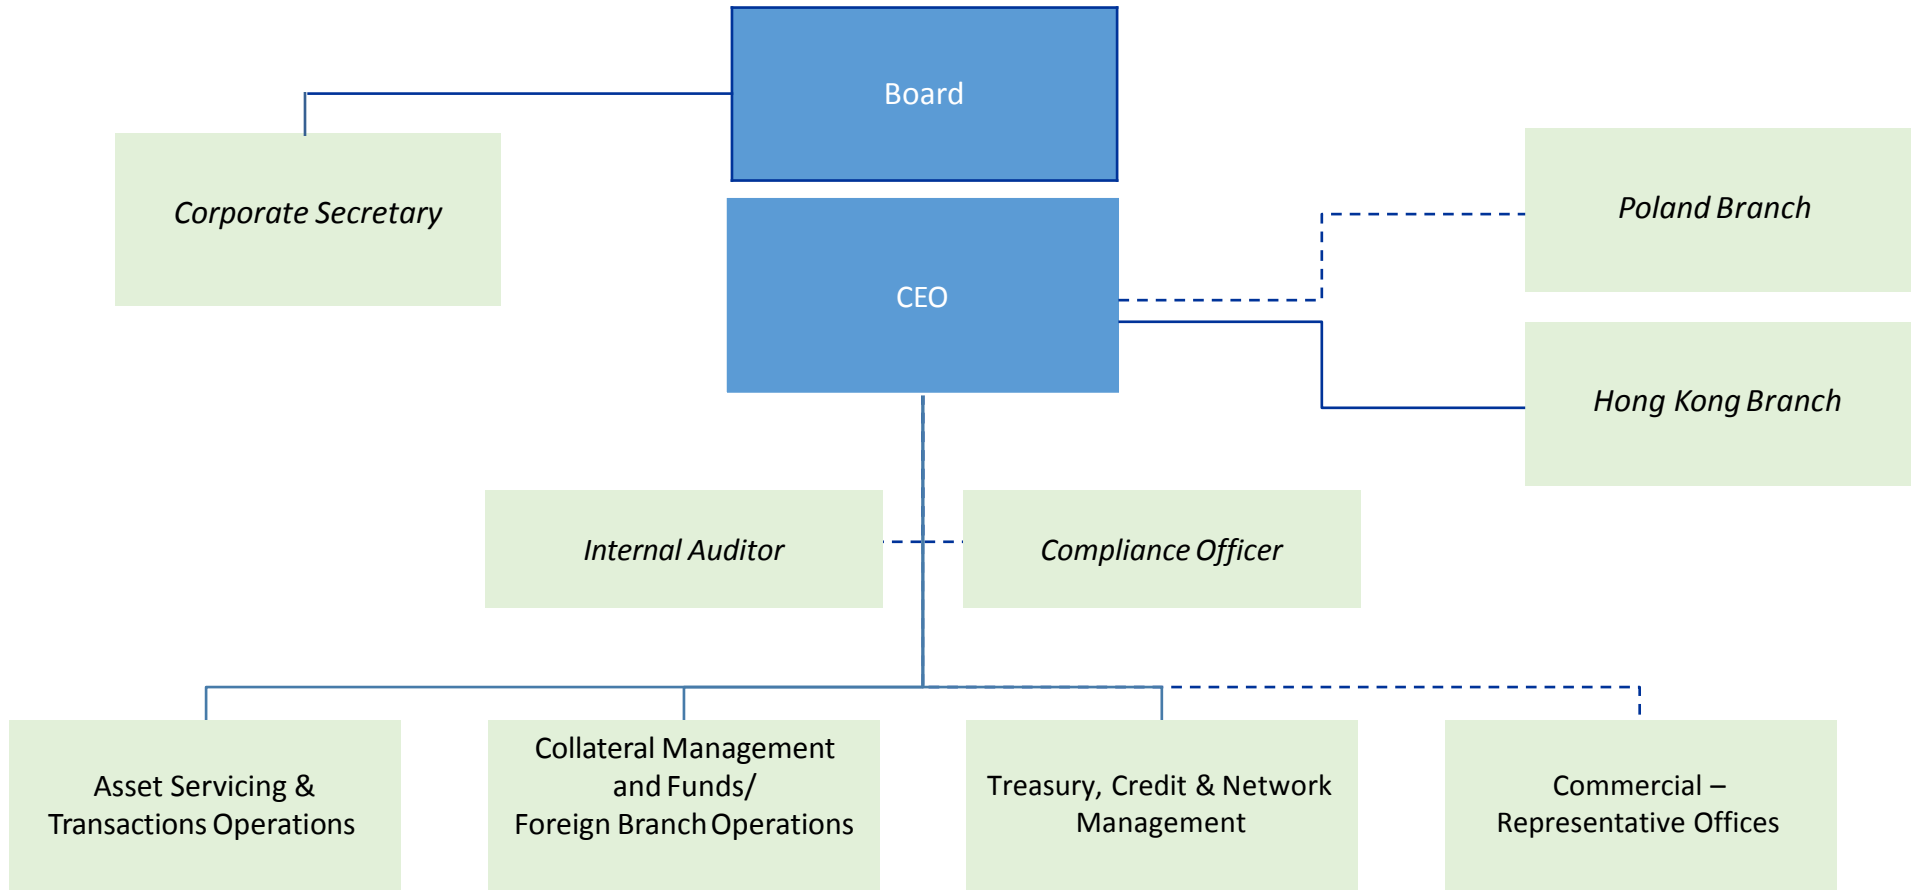 Board
Corporate Secretary
Poland Branch
CEO
Hong Kong Branch
Internal Auditor
Compliance Officer
Asset Servicing &
Transactions Operations
Collateral Management
and Funds/
Foreign Branch Operations
Treasury, Credit & Network
Management
Commercial –
Representative Offices